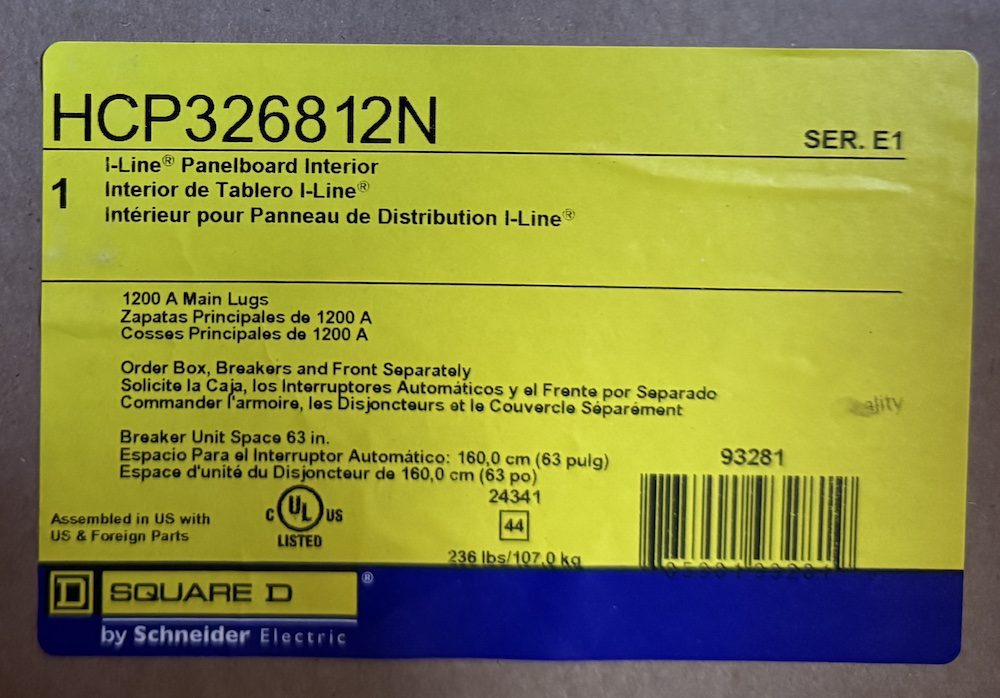 HCP326812N
SER. E1
1
I-Line® Panelboard Interior
Interior de Tablero I-Line®
Intérieur pour Panneau de Distribution I-Line®
1200 A Main Lugs
Zapatas Principales de 1200 A
Cosses Principales de 1200 A
Order Box, Breakers and Front Separately
Solicite la Caja, los Interruptores Automáticos y el Frente por Separado
Commander l'armoire, les Disjoncteurs et le Couvercle Séparément
Breaker Unit Space 63 in.
Espacio Para el Interruptor Automático: 160,0 cm (63 pulg)
Espace d'unité du Disjoncteur de 160,0 cm (63 po)
93281
24341
44
Assembled in US with
US & Foreign Parts
C UL US
LISTED
236 lbs/107,0 kg
D SQUARE D ®
by Schneider Electric